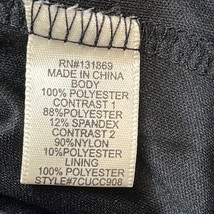 RN#131869
MADE IN CHINA
BODY
100% POLYESTER
CONTRAST 1
88%POLYESTER
12% SPANDEX
CONTRAST 2
90%NYLON
10%POLYESTER
LINING
100% POLYESTER
STYLE#7CUCC908